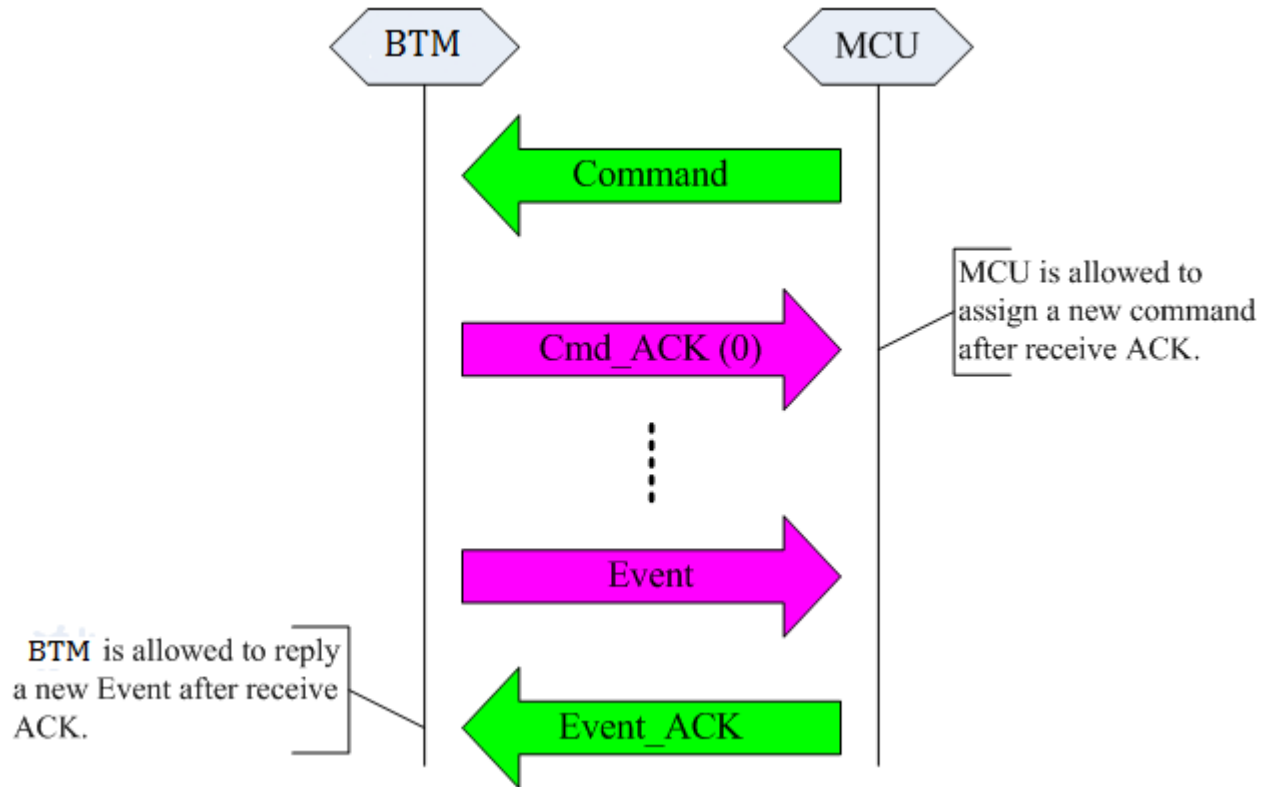 BTM
MCU
Command
MCU is allowed to
assign a new command
after receive ACK.
Cmd_ACK (0)
Event
BTM is allowed to reply
a new Event after receive
ACK.
Event_ACK